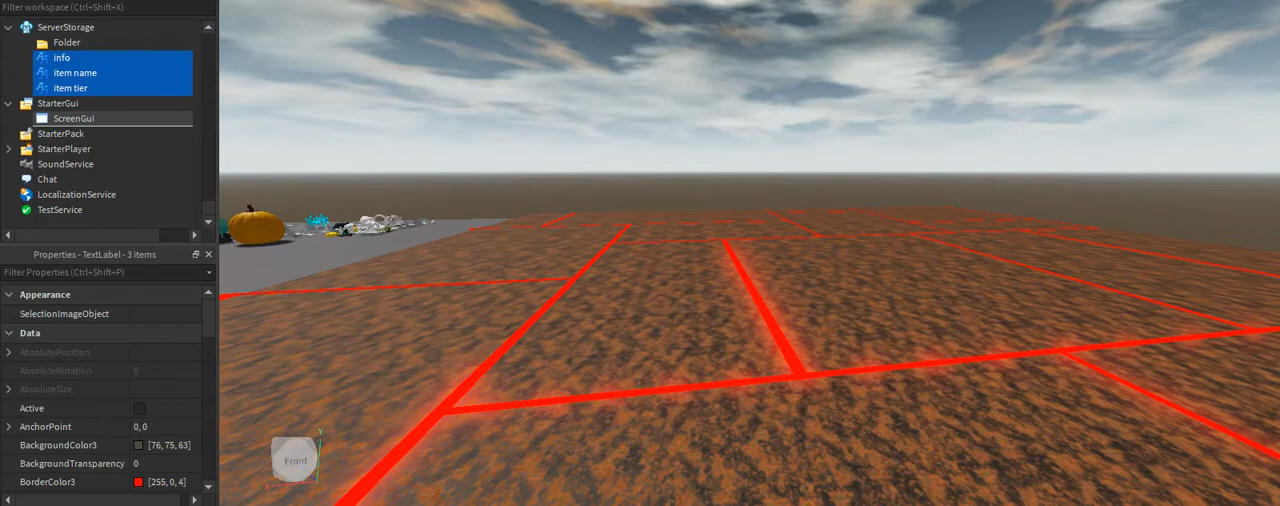 Filter workspace (Ctrl+Shift+X)
ServerStorage
Folder
info
item name
item tier
StarterGui
ScreenGui
StarterPack
StarterPlayer
SoundService
Chat
LocalizationService
TestService
Properties - TextLabel - 3 items
Filter Properties (Ctrl+Shift+P)
Appearance
SelectionImageObject
Data
AbsolutePosition
AbsoluteRotation 0
AbsoluteSize
Active
AnchorPoint 0, 0
BackgroundColor3 [76, 75, 63]
BackgroundTransparency 0
BorderColor3 [255, 0, 4]
Y
Front